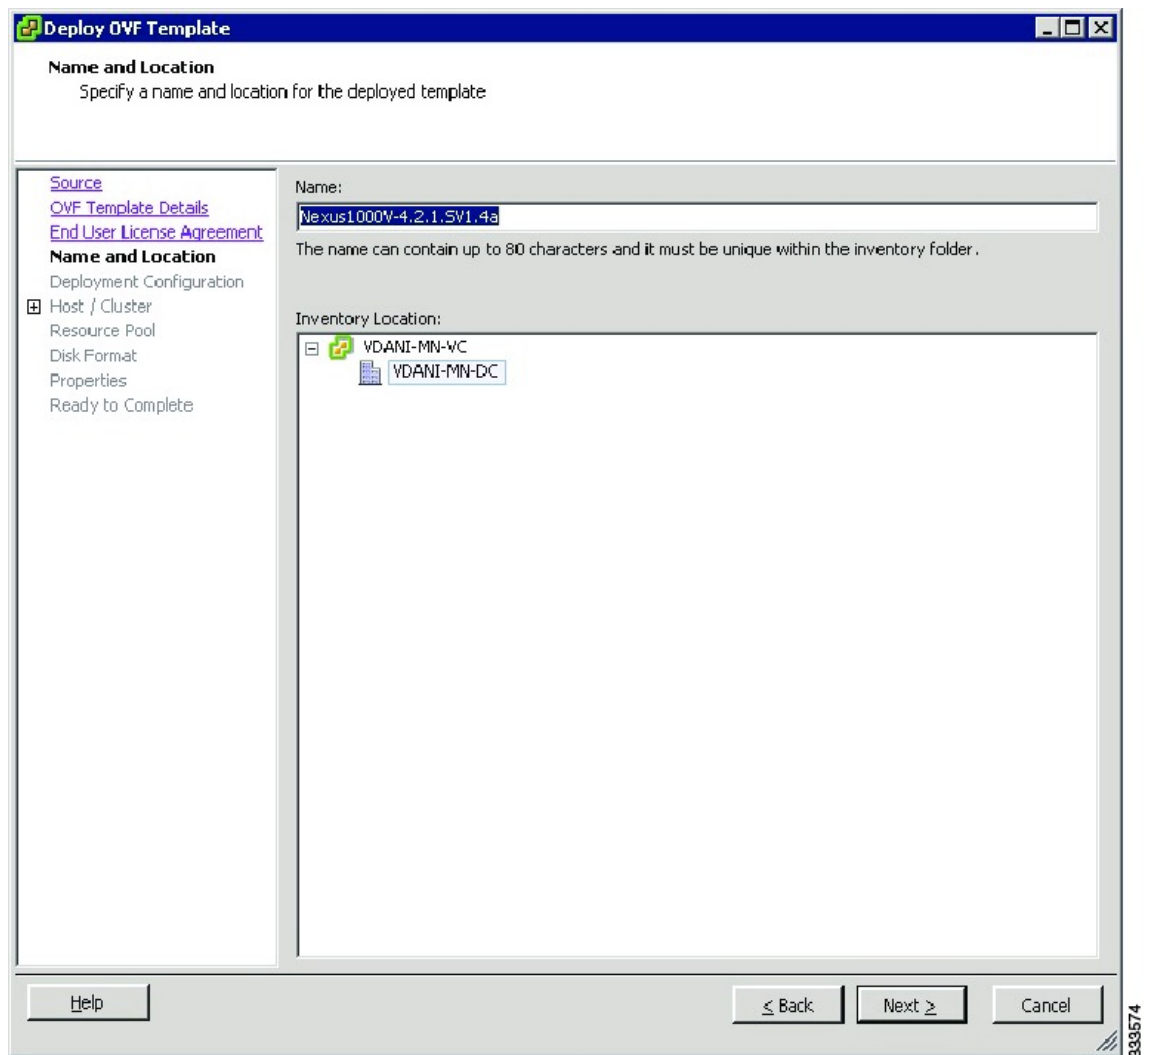 Deploy OVF Template
Name and Location
Specify a name and location for the deployed template
Source
OVF Template Details
End User License Agreement
Name and Location
Deployment Configuration
Host / Cluster
Resource Pool
Disk Format
Properties
Ready to Complete
Name:
Nexus1000V-4.2.1.SV1.4a
The name can contain up to 80 characters and it must be unique within the inventory folder.
Inventory Location:
VDANI-MN-VC
VDANI-MN-DC
Help
≤ Back
Next ≥
Cancel
333574